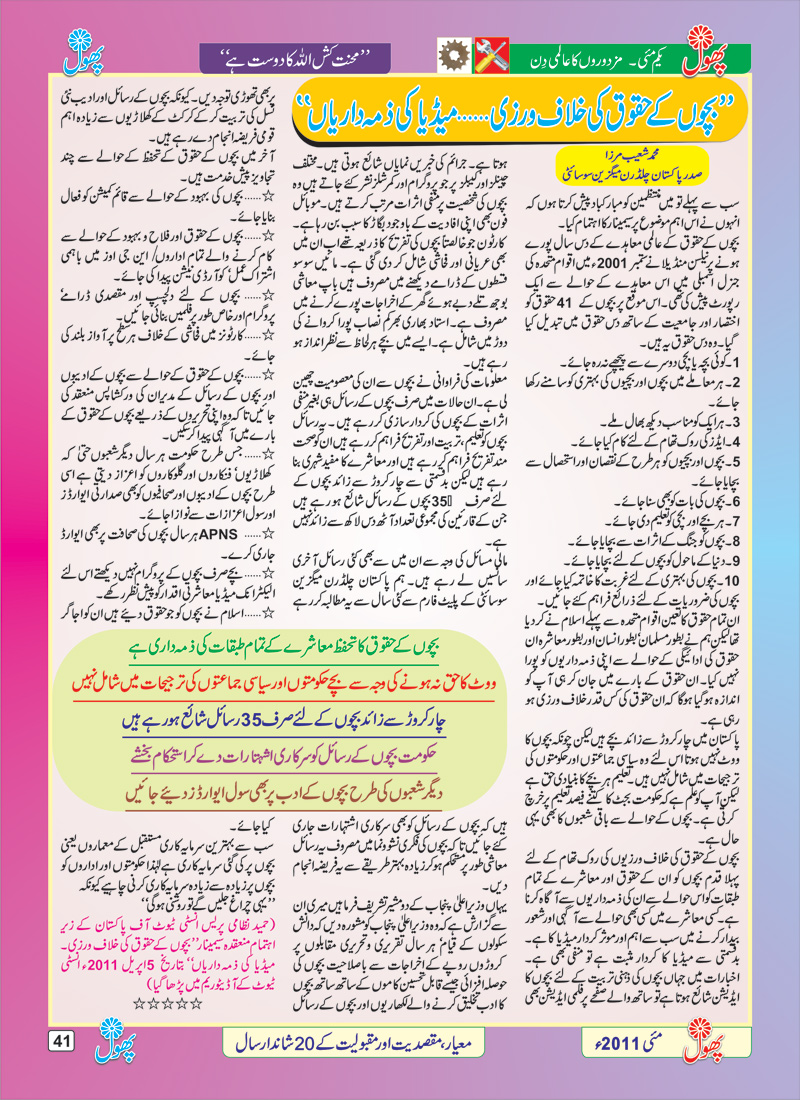 پھول
یکم مئی۔ مزدوروں کا عالمی دِن
’’محنت کش اللہ کا دوست ہے‘‘
پھول
’’بچوں کے حقوق کی خلاف ورزی......میڈیا کی ذمہ داریاں‘‘
محمد شعیب مرزا
صدر پاکستان چلڈرن میگزین سوسائٹی
سب سے پہلے تو میں منتظمین کو مبارکباد پیش کرتا ہوں کہ
انہوں نے اس اہم موضوع پر سیمینار کا اہتمام کیا۔
بچوں کے حقوق کے عالمی معاہدے کے دس سال پورے
ہونے پر نیلسن منڈیلا نے ستمبر 2001ء میں اقوام متحدہ کی
جنرل اسمبلی میں اس معاہدے کے حوالے سے ایک
رپورٹ پیش کی تھی۔ اس موقع پر بچوں کے 41 حقوق کو
اختصار اور جامعیت کے ساتھ دس حقوق میں تبدیل کیا
گیا۔ وہ دس حقوق یہ ہیں۔
1۔ کوئی بچہ یا بچی دوسرے سے پیچھے نہ رہ جائے۔
2۔ ہر معاملے میں بچوں اور بچیوں کی بہتری کو سامنے رکھا
جائے۔
3۔ ہر ایک کو مناسب دیکھ بھال ملے۔
4۔ ایڈز کی روک تھام کے لئے کام کیا جائے۔
5۔ بچوں اور بچیوں کو ہر طرح کے نقصان اور استحصال سے
بچایا جائے۔
6۔ بچوں کی بات کو بھی سنا جائے۔
7۔ ہر بچے اور بچی کو تعلیم دی جائے۔
8۔ بچوں کو جنگ کے اثرات سے بچایا جائے۔
9۔ دنیا کے ماحول کو بچوں کے لئے بچایا جائے۔
10۔ بچوں کی بہتری کے لئے غربت کا خاتمہ کیا جائے اور
بچوں کی ضروریات کے لئے ذرائع فراہم کئے جائیں۔
ان تمام حقوق کا تعین اقوام متحدہ سے پہلے اسلام نے کر دیا
تھا لیکن ہم نے بطور مسلمان‘ بطور انسان اور بطور معاشرہ ان
حقوق کی ادائیگی کے حوالے سے اپنی ذمہ داریوں کو پورا
نہیں کیا۔ ان حقوق کے بارے میں جان کر ہی آپ کو
اندازہ ہو گیا ہوگا کہ ان حقوق کی کس قدر خلاف ورزی ہو
رہی ہے۔
پاکستان میں چار کروڑ سے زائد بچے ہیں لیکن چونکہ بچوں کا
ووٹ نہیں ہوتا اس لئے وہ سیاسی جماعتوں اور حکومتوں کی
ترجیحات میں شامل نہیں ہیں۔ تعلیم ہر بچے کا بنیادی حق ہے
لیکن آپ کو علم ہے کہ حکومت بجٹ کا کتنے فیصد تعلیم پر خرچ
کرتی ہے۔ بچوں کے حوالے سے باقی شعبوں کا بھی یہی
حال ہے۔
بچوں کے حقوق کی خلاف ورزیوں کی روک تھام کے لئے
پہلا قدم بچوں کو ان کے حقوق اور معاشرے کے تمام
طبقات کو اس حوالے سے ان کی ذمہ داریوں سے آگاہ کرنا
ہے۔ کسی معاشرے میں کسی بھی حوالے سے آگہی اور شعور
بیدار کرنے میں سب سے اہم اور موثر کردار میڈیا کا ہے۔
بدقسمتی سے میڈیا کا کردار مثبت ہے تو منفی بھی ہے۔
اخبارات میں جہاں بچوں کی ذہنی تربیت کے لئے بچوں کا
ایڈیشن شائع ہوتا ہے تو ساتھ والے صفحے پر فلمی ایڈیشن بھی
ہوتا ہے۔ جرائم کی خبریں نمایاں شائع ہوتی ہیں۔ مختلف
چینلز اور کیبلز پر جو پروگرام اور کمرشلز نشر کئے جاتے ہیں وہ
بچوں کی شخصیت پر منفی اثرات مرتب کرتے ہیں۔ موبائل
فون بھی اپنی افادیت کے باوجود بگاڑ کا سبب بن رہا ہے۔
کارٹون جو خالصتاً بچوں کی تفریح کا ذریعہ تھے اب ان میں
بھی عریانی اور فحاشی شامل کر دی گئی ہے۔ مائیں سو سو
قسطوں کے ڈرامے دیکھنے میں مصروف ہیں باپ معاشی
بوجھ تلے دبے ہوئے گھر کے اخراجات پورے کرنے میں
مصروف ہے۔ استاد بھاری بھرکم نصاب پورا کروانے کی
دوڑ میں شامل ہے۔ ایسے میں بچے ہر لحاظ سے نظر انداز ہو
رہے ہیں۔
معلومات کی فراوانی نے بچوں سے ان کی معصومیت چھین
لی ہے۔ ان حالات میں صرف بچوں کے رسائل ہی بغیر منفی
اثرات کے بچوں کی کردار سازی کر رہے ہیں۔ یہ رسائل
بچوں کو تعلیم، تربیت اور تفریح فراہم کر رہے ہیں ان کو صحت
مند تفریح فراہم کر رہے ہیں اور معاشرے کا مفید شہری بنا
رہے ہیں لیکن بدقسمتی سے چار کروڑ سے زائد بچوں کے
لئے صرف 35 بچوں کے رسائل شائع ہو رہے ہیں
جن کے قارئین کی مجموعی تعداد آٹھ دس لاکھ سے زائد نہیں
ہے۔
مالی مسائل کی وجہ سے ان میں سے بھی کئی رسائل آخری
سانسیں لے رہے ہیں۔ ہم پاکستان چلڈرن میگزین
سوسائٹی کے پلیٹ فارم سے کئی سال سے یہ مطالبہ کر رہے
ہیں کہ بچوں کے رسائل کو بھی سرکاری اشتہارات جاری
کئے جائیں تاکہ بچوں کی فکری نشوونما میں مصروف یہ رسائل
معاشی طور پر مستحکم ہو کر زیادہ بہتر طریقے سے یہ فریضہ انجام
دیں۔
یہاں وزیراعلیٰ پنجاب کے دو مشیر تشریف فرما ہیں میری ان
سے گزارش ہے کہ وہ وزیراعلیٰ پنجاب کو مشورہ دیں کہ دانش
سکولوں کے قیام‘ ہر سال تقریری و تحریری مقابلوں پر
کروڑوں روپے کے اخراجات سے باصلاحیت بچوں کی
حوصلہ افزائی جیسے قابل تحسین کاموں کے ساتھ ساتھ بچوں
کا ادب تخلیق کرنے والے لکھاریوں اور بچوں کے رسائل
پر بھی تھوڑی توجہ دیں۔ کیونکہ بچوں کے رسائل اور ادیب نئی
نسل کی تربیت کر کے کرکٹ کے کھلاڑیوں سے زیادہ اہم
قومی فریضہ انجام دے رہے ہیں۔
آخر میں بچوں کے حقوق کے تحفظ کے حوالے سے چند
تجاویز پیش خدمت ہیں۔
☆...... بچوں کی بہبود کے حوالے سے قائم کمیشن کو فعال
بنایا جائے۔
☆...... بچوں کے حقوق اور فلاح و بہبود کے حوالے سے
کام کرنے والے تمام اداروں/ این جی اوز میں باہمی
اشتراک عمل‘ کوآرڈی نیشن پیدا کی جائے۔
☆...... بچوں کے لئے دلچسپ اور مقصدی ڈرامے‘
پروگرام اور خاص طور پر فلمیں بنائی جائیں۔
☆...... کارٹونز میں فحاشی کے خلاف ہر سطح پر آواز بلند کی
جائے۔
☆...... بچوں کے حقوق کے حوالے سے بچوں کے ادیبوں
اور بچوں کے رسائل کے مدیران کی ورکشاپس منعقد کی
جائیں تاکہ وہ اپنی تحریروں کے ذریعے بچوں کے حقوق کے
بارے میں آگہی پیدا کر سکیں۔
☆...... جس طرح حکومت ہر سال دیگر شعبوں حتیٰ کہ
کھلاڑیوں‘ فنکاروں اور گلوکاروں کو اعزاز دیتی ہے اسی
طرح بچوں کے ادیبوں اور صحافیوں کو بھی صدارتی ایوارڈز
اور سول اعزازات سے نوازا جائے۔
☆...... APNS ہر سال بچوں کی صحافت پر بھی ایوارڈ
جاری کرے۔
☆...... بچے صرف بچوں کے پروگرام نہیں دیکھتے اس لئے
الیکٹرانک میڈیا معاشرتی اقدار کو پیش نظر رکھے۔
☆...... اسلام نے بچوں کو جو حقوق دیئے ہیں ان کو اجاگر
کیا جائے۔
سب سے بہترین سرمایہ کاری مستقبل کے معماروں یعنی
بچوں پر کی گئی سرمایہ کاری ہے لہٰذا حکومتوں اور اداروں کو
بچوں پر زیادہ سے زیادہ سرمایہ کاری کرنی چاہیے کیونکہ
’’یہی چراغ جلیں گے تو روشنی ہوگی‘‘
(حمید نظامی پریس انسٹی ٹیوٹ آف پاکستان کے زیر
اہتمام منعقدہ سیمینار ’’بچوں کے حقوق کی خلاف ورزی۔
میڈیا کی ذمہ داریاں‘‘ بتاریخ 5 اپریل 2011ء انسٹی
ٹیوٹ کے آڈیٹوریم میں پڑھا گیا)
☆☆☆☆☆
بچوں کے حقوق کا تحفظ معاشرے کے تمام طبقات کی ذمہ داری ہے
ووٹ کا حق نہ ہونے کی وجہ سے بچے حکومتوں اور سیاسی جماعتوں کی ترجیحات میں شامل نہیں
چار کروڑ سے زائد بچوں کے لئے صرف 35 رسائل شائع ہو رہے ہیں
حکومت بچوں کے رسائل کو سرکاری اشتہارات دے کر استحکام بخشے
دیگر شعبوں کی طرح بچوں کے ادب پر بھی سول ایوارڈز دیئے جائیں
پھول
مئی 2011ء
معیار، مقصدیت اور مقبولیت کے 20 شاندار سال
پھول
41